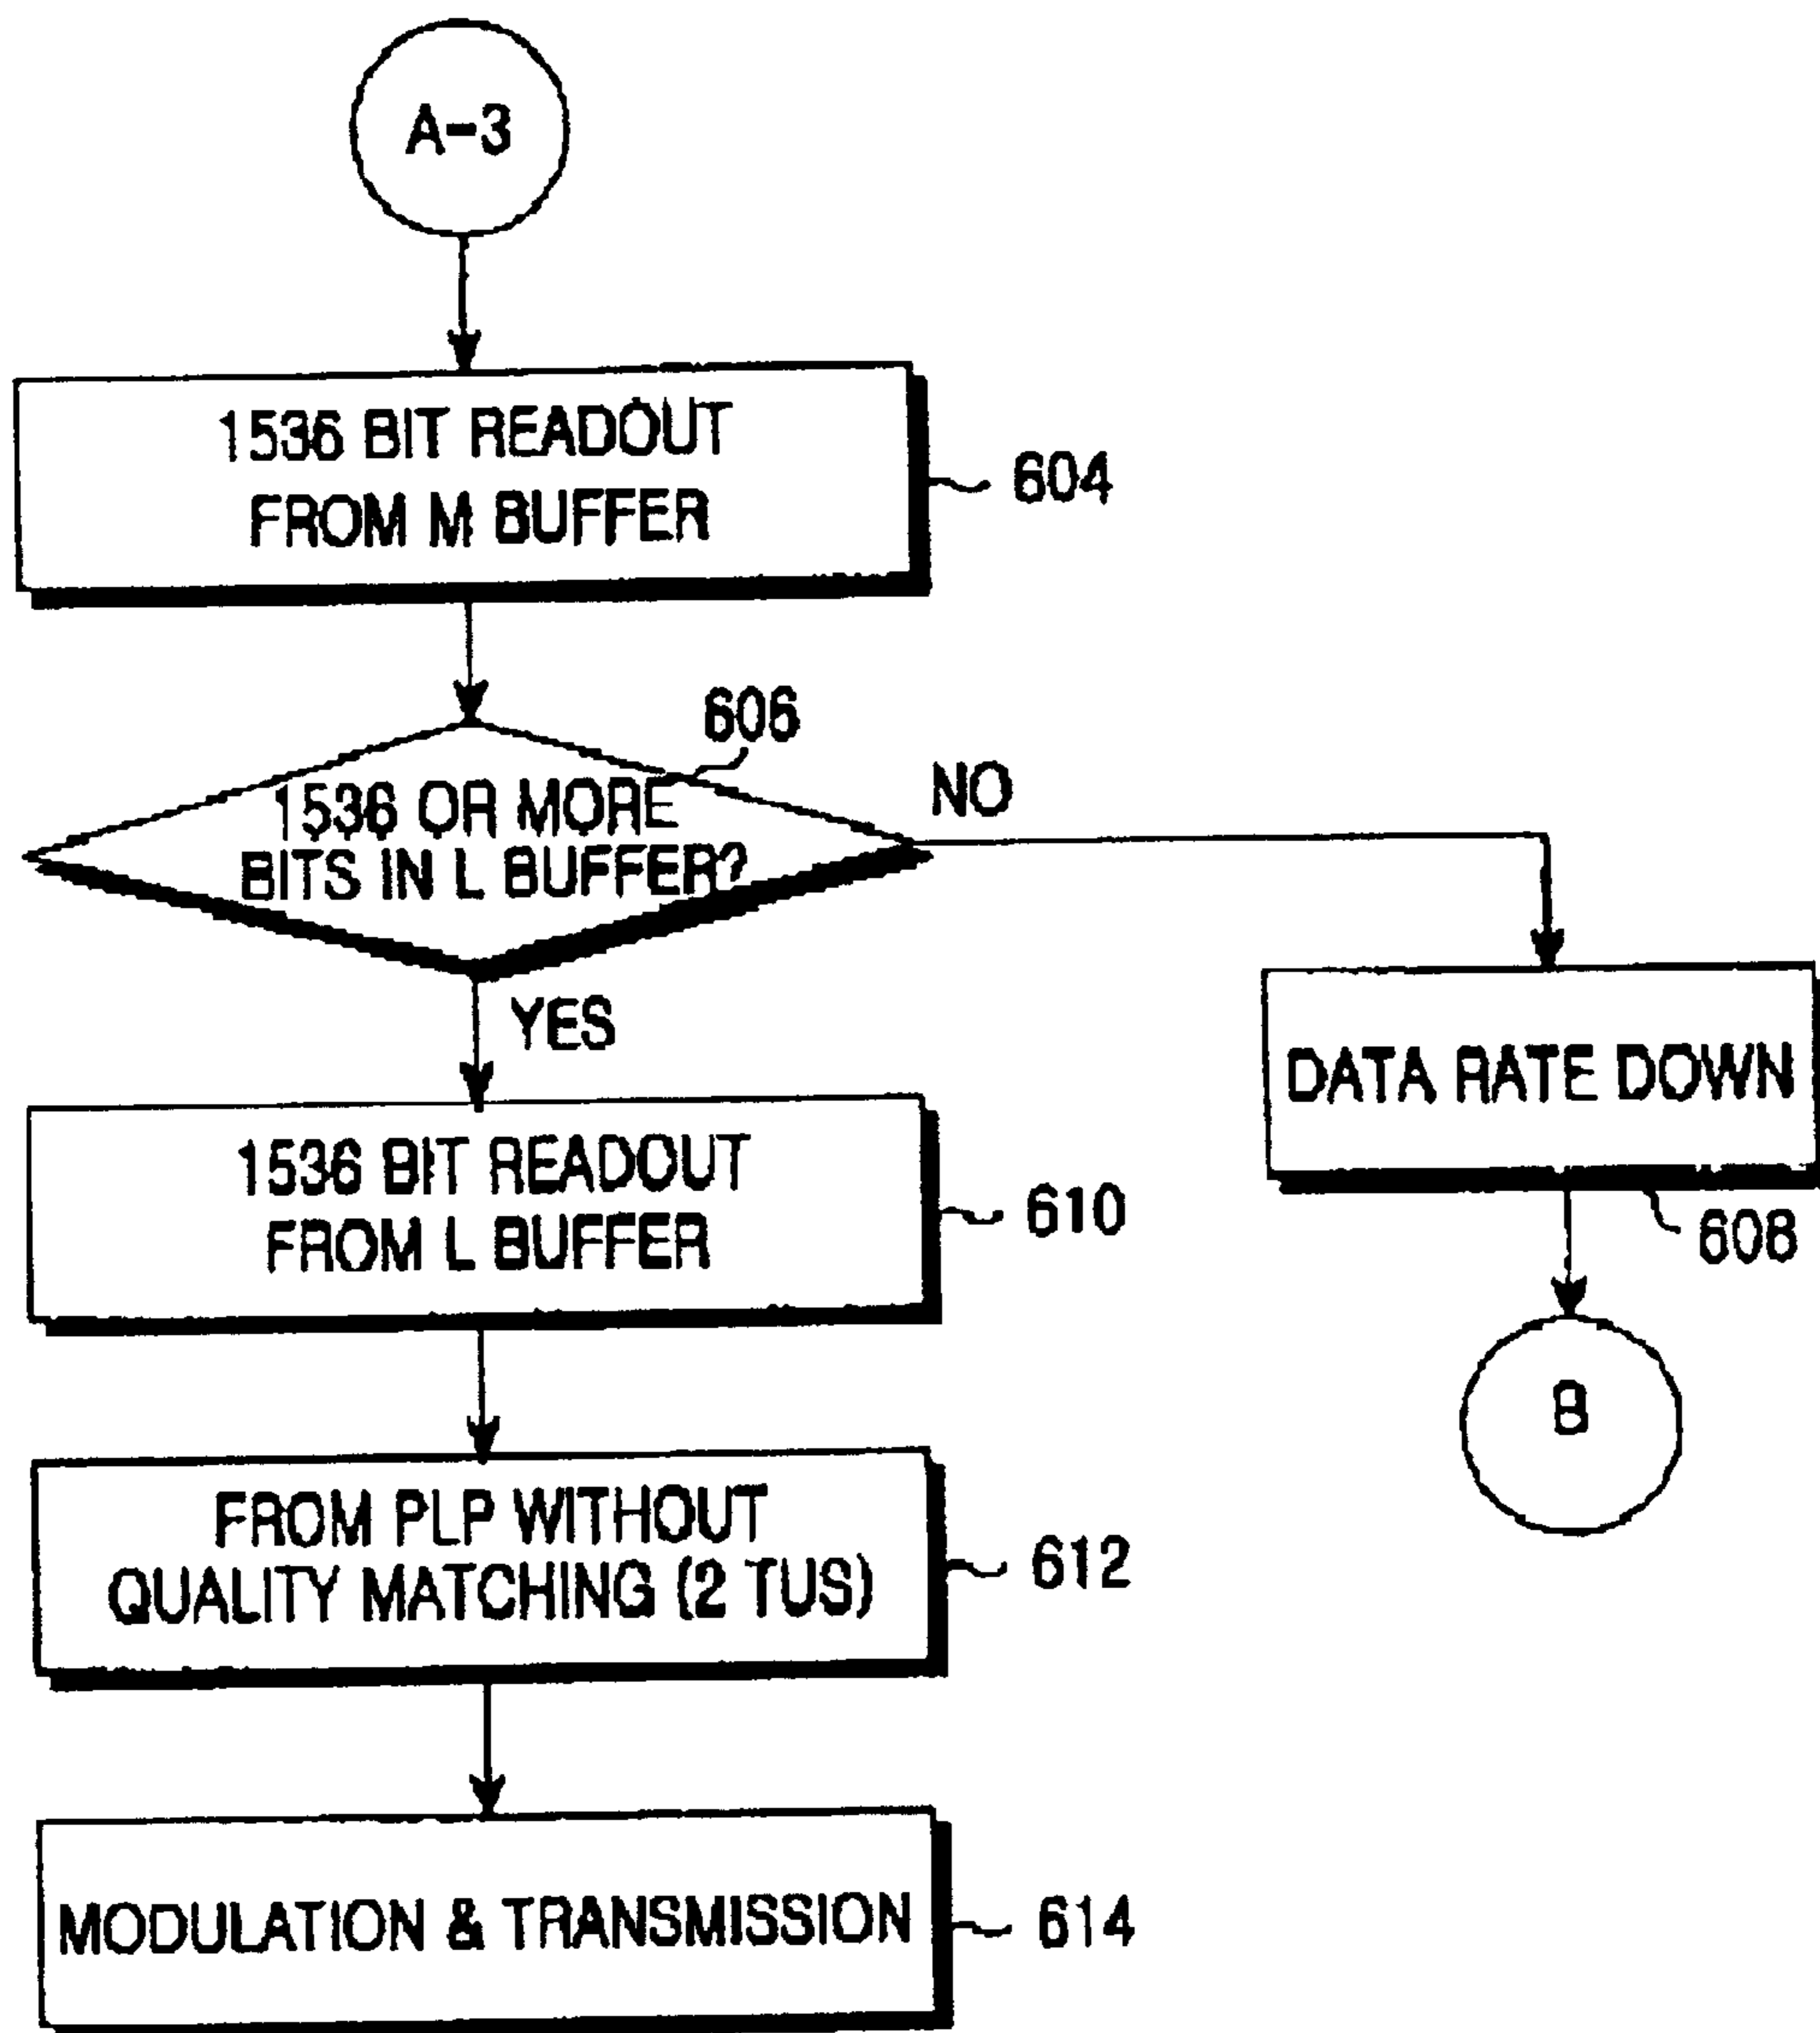 A-3
1536 BIT READOUT
FROM M BUFFER
604
606
1536 OR MORE
BITS IN L BUFFER?
NO
YES
DATA RATE DOWN
608
B
1536 BIT READOUT
FROM L BUFFER
610
FROM PLP WITHOUT
QUALITY MATCHING (2 TUS)
612
MODULATION & TRANSMISSION
614